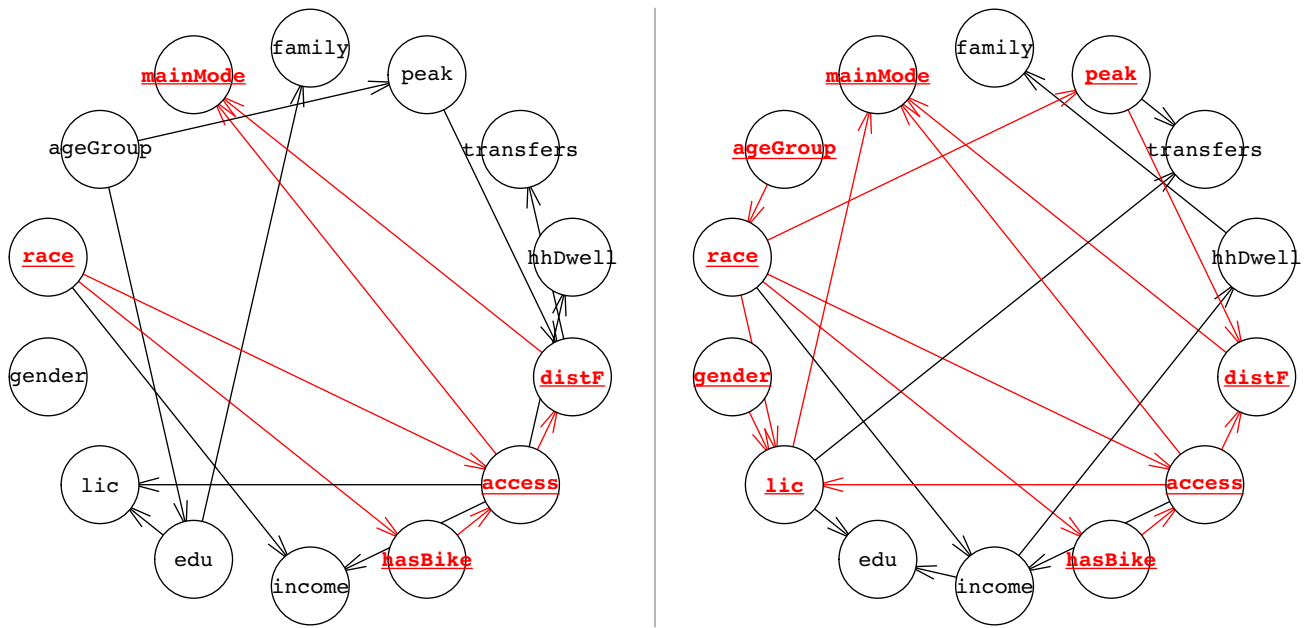 family
mainMode
peak
ageGroup
transfers
race
hhDwell
gender
distF
lic
access
edu
income
hasBike
family
mainMode
peak
ageGroup
transfers
race
hhDwell
gender
distF
lic
access
edu
income
hasBike